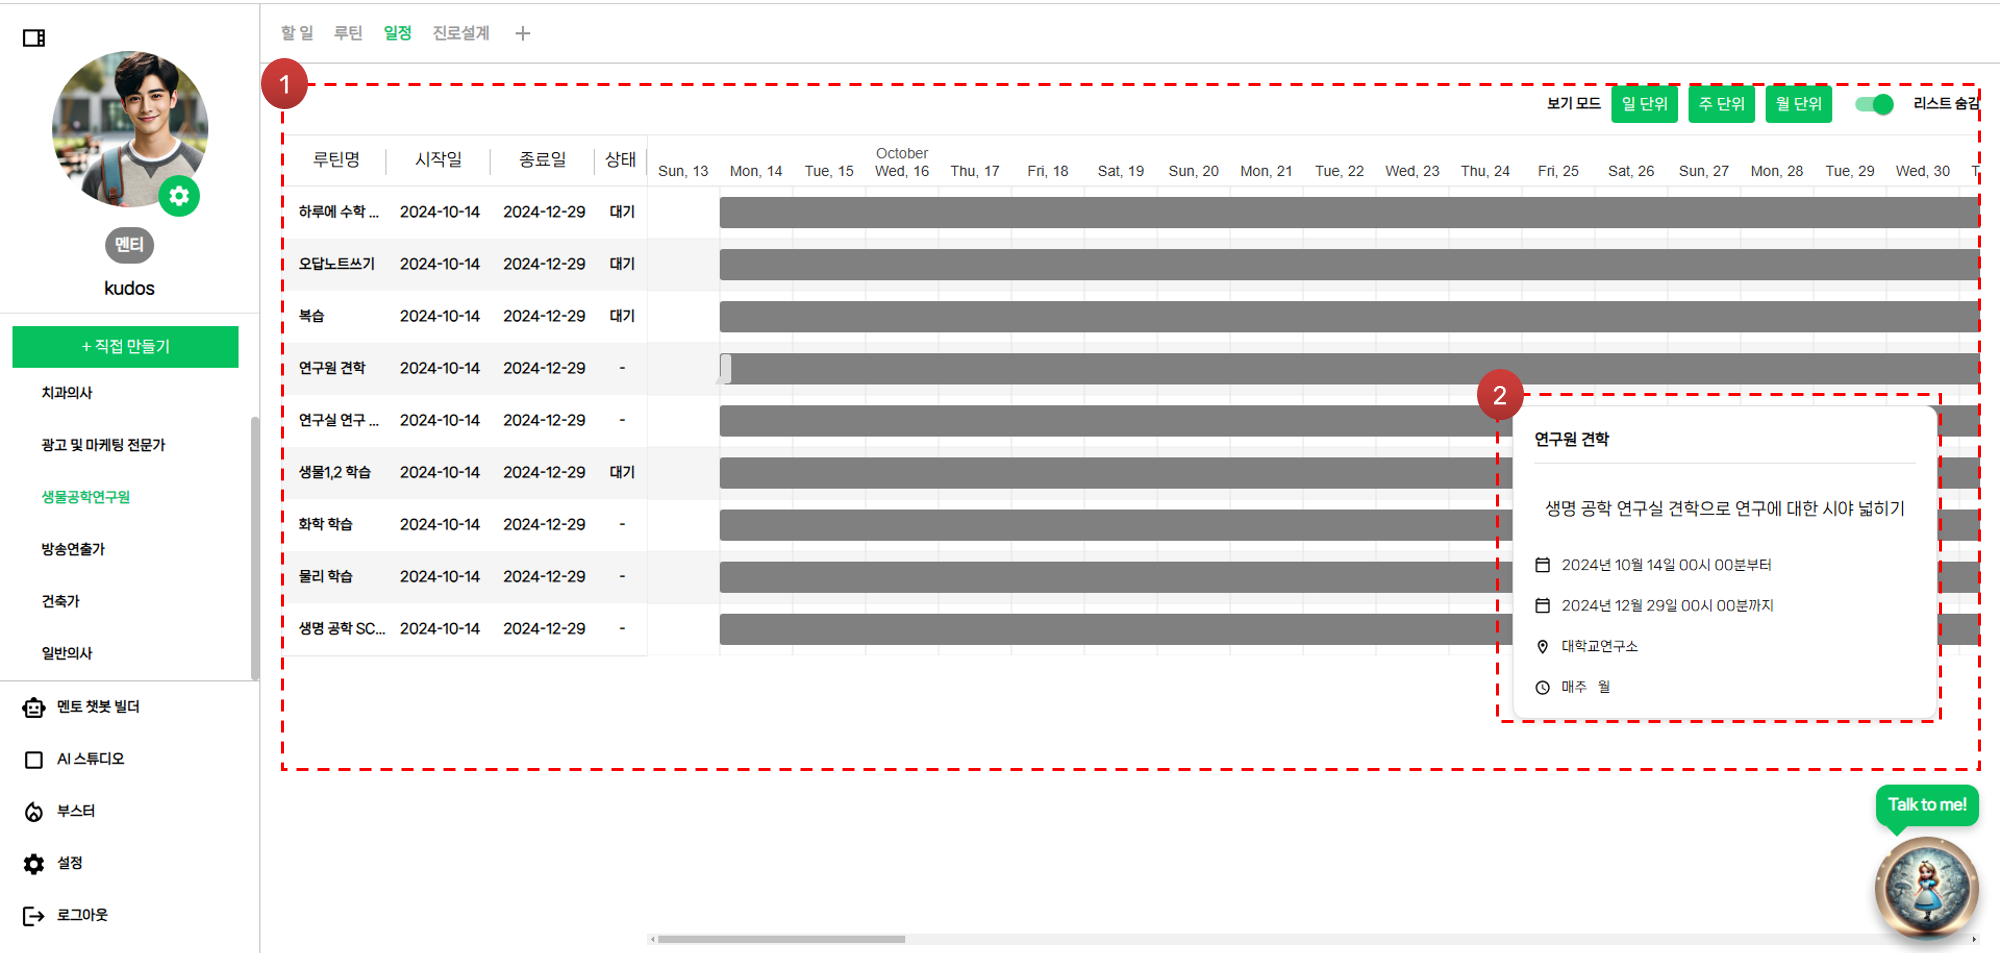 멘티
kudos
+ 직접 만들기
치과의사
광고 및 마케팅 전문가
생물공학연구원
방송연출가
건축가
일반의사
멘토 챗봇 빌더
AI 스튜디오
부스터
설정
로그아웃
할 일 루틴 일정 진로설계 +
1
보기 모드 일 단위 주 단위 월 단위 리스트 숨김
루틴명 시작일 종료일 상태
October
Sun, 13 Mon, 14 Tue, 15 Wed, 16 Thu, 17 Fri, 18 Sat, 19 Sun, 20 Mon, 21 Tue, 22 Wed, 23 Thu, 24 Fri, 25 Sat, 26 Sun, 27 Mon, 28 Tue, 29 Wed, 30 T
하루에 수학 ... 2024-10-14 2024-12-29 대기
오답노트쓰기 2024-10-14 2024-12-29 대기
복습 2024-10-14 2024-12-29 대기
연구원 견학 2024-10-14 2024-12-29 -
연구실 연구 ... 2024-10-14 2024-12-29 -
생물1,2 학습 2024-10-14 2024-12-29 대기
화학 학습 2024-10-14 2024-12-29 -
물리 학습 2024-10-14 2024-12-29 -
생명 공학 SC... 2024-10-14 2024-12-29 -
2
연구원 견학
생명 공학 연구실 견학으로 연구에 대한 시야 넓히기
2024년 10월 14일 00시 00분부터
2024년 12월 29일 00시 00분까지
대학교연구소
매주 월
Talk to me!